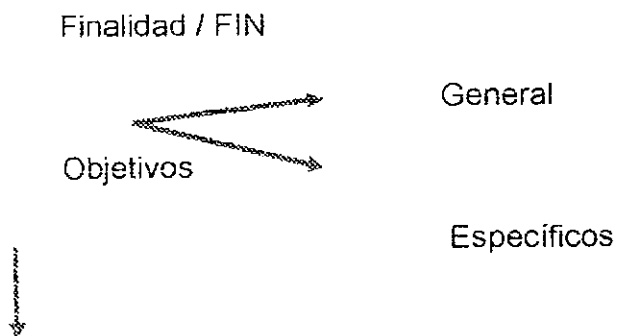 Finalidad / FIN
General
Objetivos
Específicos